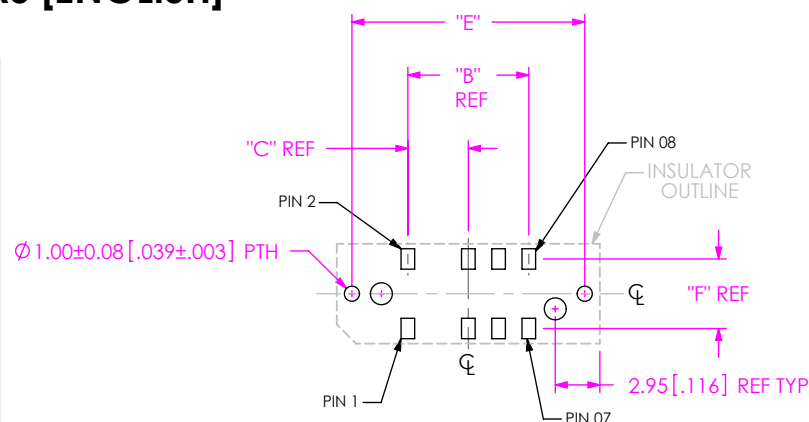 [ENGLISH]
"E"
"B"
REF
"C" REF
PIN 08
INSULATOR
OUTLINE
PIN 2
Ø1.00±0.08[.039±.003] PTH
℄
"F" REF
℄
2.95[.116] REF TYP
PIN 1
PIN 07